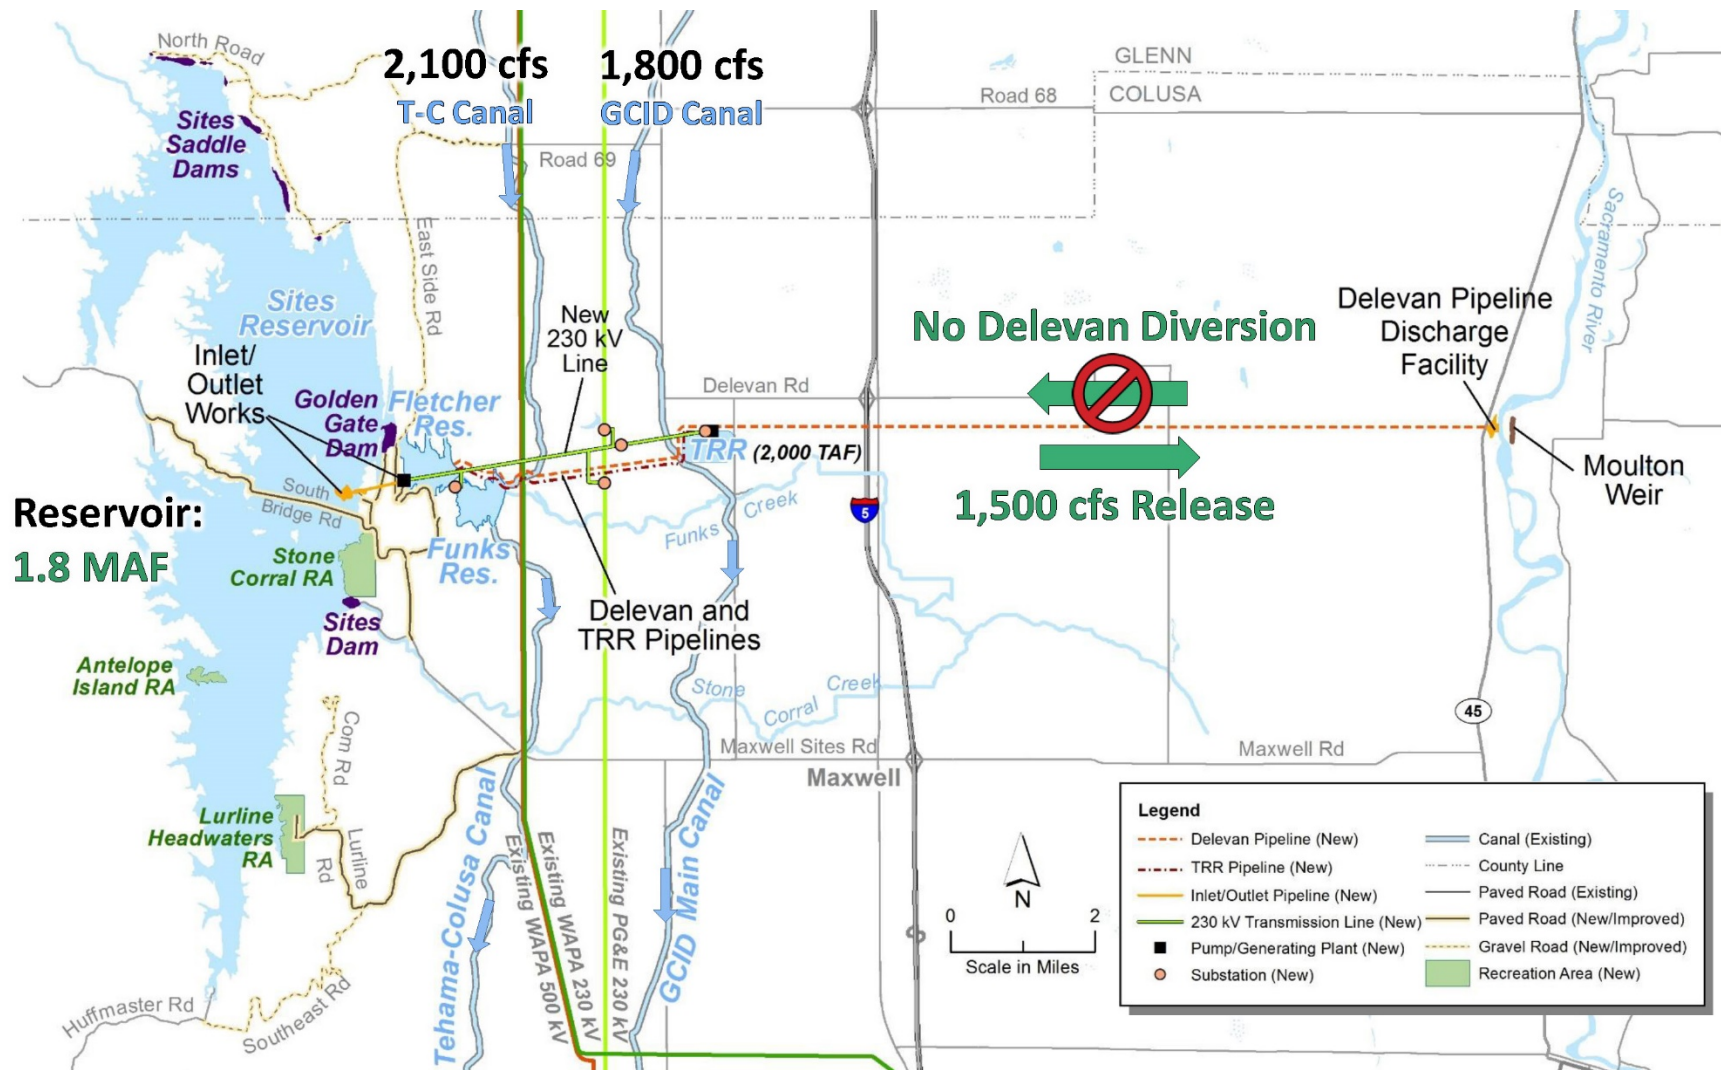 North Road
2,100 cfs
T-C Canal
1,800 cfs
GCID Canal
GLENN
COLUSA
Road 68
Road 69
Sites
Saddle
Dams
East Side Rd
Sacramento River
Sites
Reservoir
New
230 kV
Line
Inlet/
Outlet
Works
Golden
Gate
Dam
Fletcher
Res.
Delevan Rd
No Delevan Diversion
1,500 cfs Release
Delevan Pipeline
Discharge
Facility
Moulton
Weir
TRR (2,000 TAF)
5
South
Bridge Rd
Reservoir:
1.8 MAF
Stone
Corral RA
Funks
Res.
Funks Creek
Delevan and
TRR Pipelines
Sites
Dam
Antelope
Island RA
Stone Corral Creek
45
Com Rd
Maxwell Sites Rd
Maxwell
Maxwell Rd
Lurline
Headwaters
RA
Lurline Rd
Tehama-Colusa Canal
Existing WAPA 500 kV
Existing WAPA 230 kV
Existing PG&E 230 kV
GCID Main Canal
Huffmaster Rd
Southeast Rd
N
0 2
Scale in Miles
Legend
Delevan Pipeline (New)
TRR Pipeline (New)
Inlet/Outlet Pipeline (New)
230 kV Transmission Line (New)
Pump/Generating Plant (New)
Substation (New)
Canal (Existing)
County Line
Paved Road (Existing)
Paved Road (New/Improved)
Gravel Road (New/Improved)
Recreation Area (New)